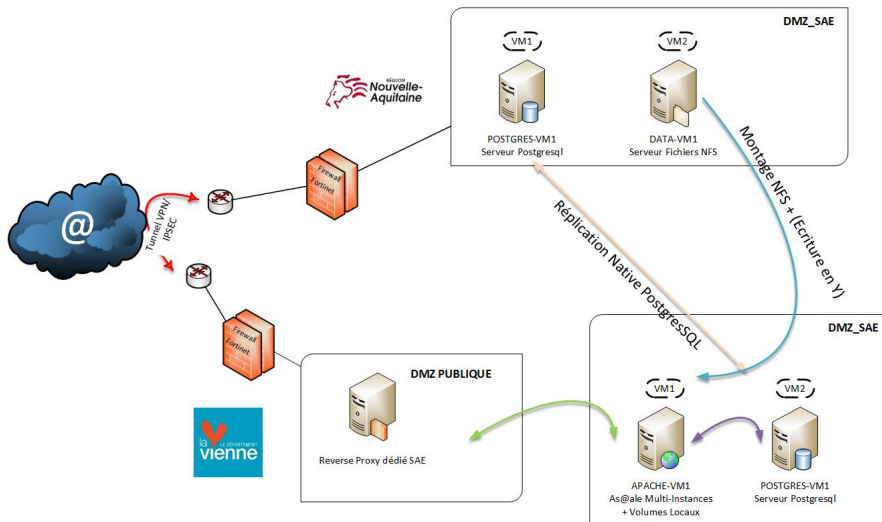 DMZ_SAE
VM1
VM2
RÉGION
Nouvelle-
Aquitaine
POSTGRES-VM1
Serveur Postgresql
DATA-VM1
Serveur Fichiers NFS
Firewall
Fortinet
@
Tunnel VPN/
IPSEC
Montage NFS + (Ecriture en Y)
Réplication Native PostgresSQL
Firewall
Fortinet
DMZ_SAE
DMZ PUBLIQUE
VM1
VM2
la
LE DÉPARTEMENT
vienne
Reverse Proxy dédié SAE
APACHE-VM1
As@ale Multi-Instances
+ Volumes Locaux
POSTGRES-VM1
Serveur Postgresql